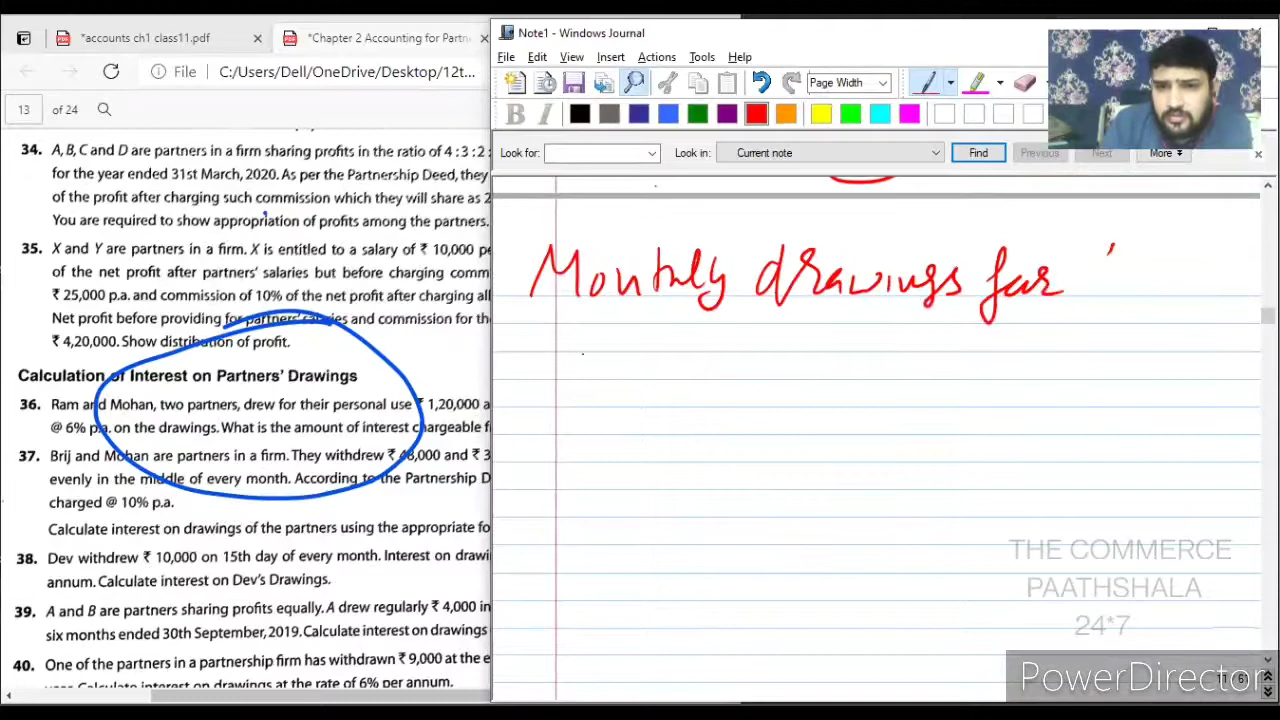 *accounts ch1 class11.pdf
*Chapter 2 Accounting for Partn
File C:/Users/Dell/OneDrive/Desktop/12t...
13 of 24
34. A, B, C and D are partners in a firm sharing profits in the ratio of 4 : 3 : 2 :
for the year ended 31st March, 2020. As per the Partnership Deed, they
of the profit after charging such commission which they will share as 2
You are required to show appropriation of profits among the partners.
35. X and Y are partners in a firm. X is entitled to a salary of ₹ 10,000 pe
of the net profit after partners' salaries but before charging comm
₹ 25,000 p.a. and commission of 10% of the net profit after charging all
Net profit before providing for partners' salaries and commission for the
₹ 4,20,000. Show distribution of profit.
Calculation of Interest on Partners' Drawings
36. Ram and Mohan, two partners, drew for their personal use ₹ 1,20,000 a
@ 6% p.a. on the drawings. What is the amount of interest chargeable f
37. Brij and Mohan are partners in a firm. They withdrew ₹ 48,000 and ₹ 3
evenly in the middle of every month. According to the Partnership D
charged @ 10% p.a.
Calculate interest on drawings of the partners using the appropriate fo
38. Dev withdrew ₹ 10,000 on 15th day of every month. Interest on drawi
annum. Calculate interest on Dev's Drawings.
39. A and B are partners sharing profits equally. A drew regularly ₹ 4,000 in
six months ended 30th September, 2019. Calculate interest on drawings
40. One of the partners in a partnership firm has withdrawn ₹ 9,000 at the e
Calculate interest on drawings at the rate of 6% per annum.
Note1 - Windows Journal
File Edit View Insert Actions Tools Help
Page Width
B I
Look for: Look in: Current note Find Previous Next More
Monthly drawings for
THE COMMERCE
PAATHSHALA
24*7
PowerDirector